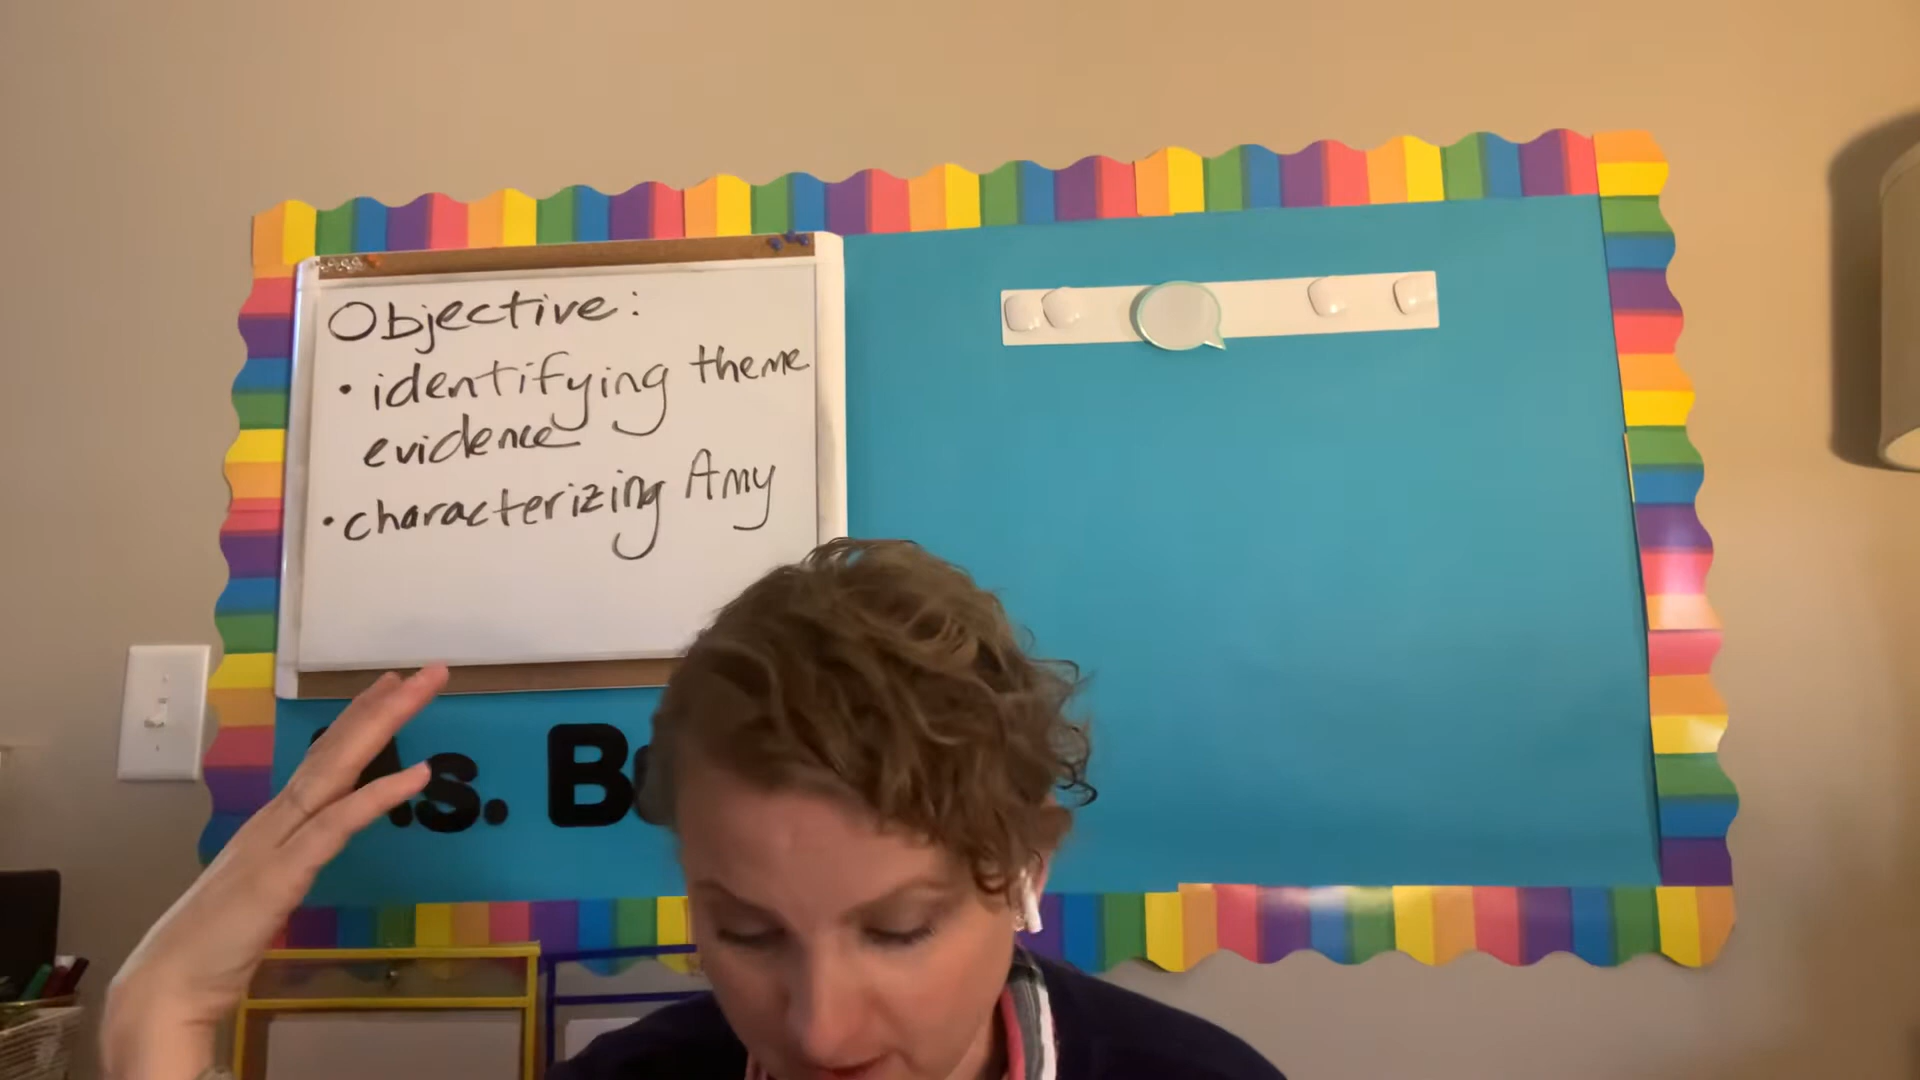 Objective:
• identifying theme
evidence
• characterizing Amy
Ms.